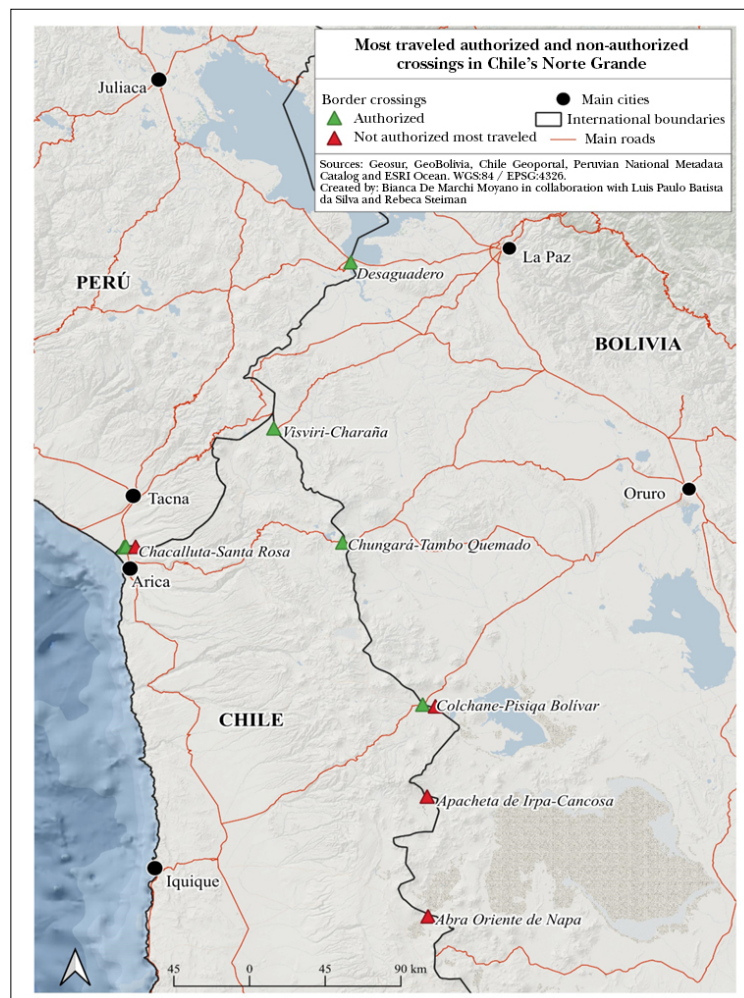 Most traveled authorized and non-authorized
crossings in Chile's Norte Grande
Border crossings
Authorized
Not authorized most traveled
Main cities
International boundaries
Main roads
Sources: Geosur, GeoBolivia, Chile Geoportal, Peruvian National Metadata
Catalog and ESRI Ocean. WGS:84 / EPSG:4326.
Created by: Bianca De Marchi Moyano in collaboration with Luis Paulo Batista
da Silva and Rebeca Steiman
Juliaca
La Paz
Desaguadero
PERÚ
BOLIVIA
Visviri-Charaña
Tacna
Oruro
Chacalluta-Santa Rosa
Chungará-Tambo Quemado
Arica
Colchane-Pisiqa Bolívar
CHILE
Apacheta de Irpa-Cancosa
Iquique
Abra Oriente de Napa
45 0 45 90 km